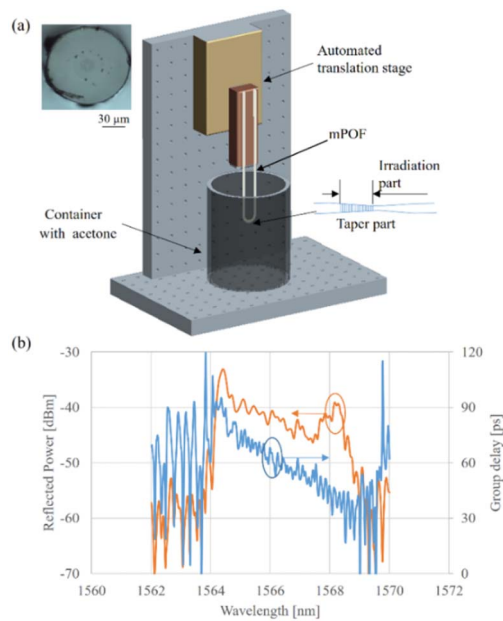 (a)
30 µm
Automated
translation stage
mPOF
Irradiation
part
Container
with acetone
Taper part
(b)
-30
-40
-50
-60
-70
Reflected Power [dBm]
120
90
60
30
0
Group delay [ps]
1560
1562
1564
1566
1568
1570
1572
Wavelength [nm]